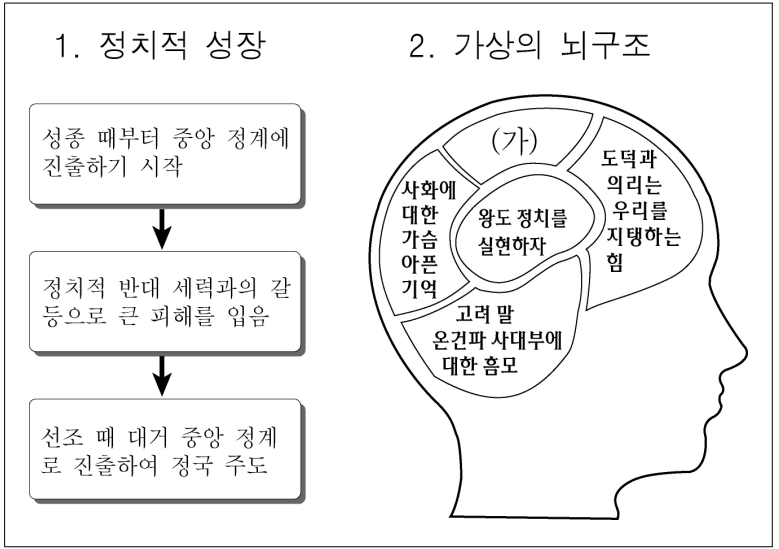 1. 정치적 성장
성종 때부터 중앙 정계에
진출하기 시작
정치적 반대 세력과의 갈
등으로 큰 피해를 입음
선조 때 대거 중앙 정계
로 진출하여 정국 주도
2. 가상의 뇌구조
(가)
사화에
대한
가슴
아픈
기억
왕도 정치를
실현하자
도덕과
의리는
우리를
지탱하는
힘
고려 말
온건파 사대부에
대한 흠모